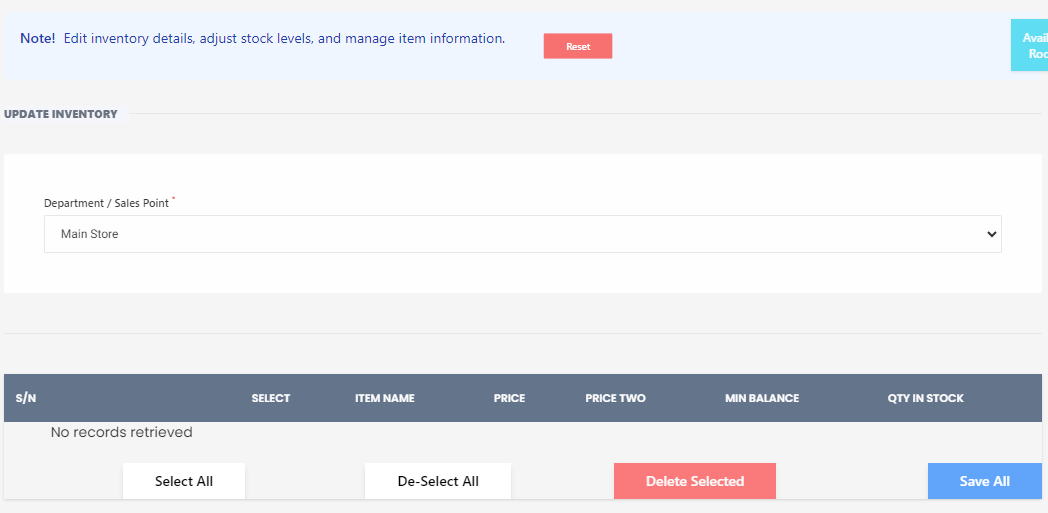 Note! Edit inventory details, adjust stock levels, and manage item information.
Reset
UPDATE INVENTORY
Department / Sales Point *
Main Store
S/N SELECT ITEM NAME PRICE PRICE TWO MIN BALANCE QTY IN STOCK
No records retrieved
Select All De-Select All Delete Selected Save All